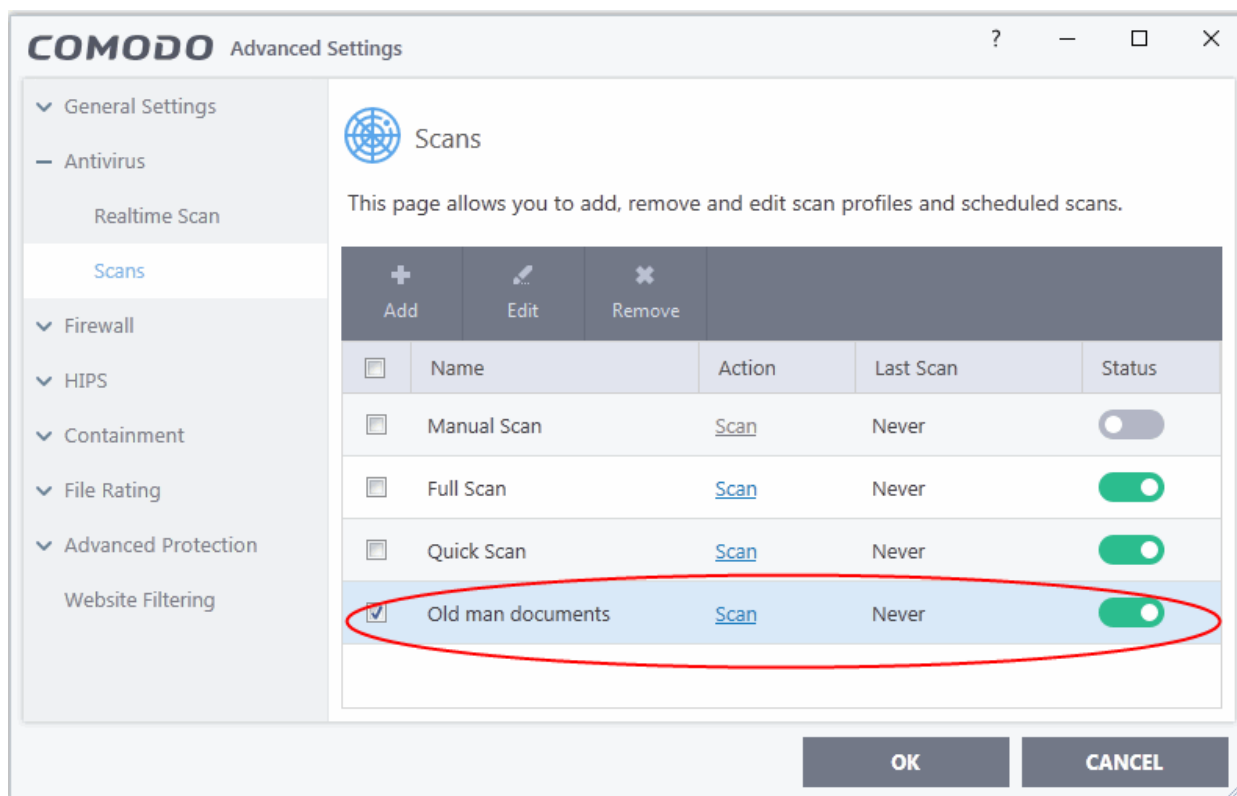 COMODO Advanced Settings ?
General Settings
Antivirus
Realtime Scan
Scans
Firewall
HIPS
Containment
File Rating
Advanced Protection
Website Filtering
Scans
This page allows you to add, remove and edit scan profiles and scheduled scans.
Add Edit Remove
Name Action Last Scan Status
Manual Scan Scan Never
Full Scan Scan Never
Quick Scan Scan Never
Old man documents Scan Never
OK CANCEL